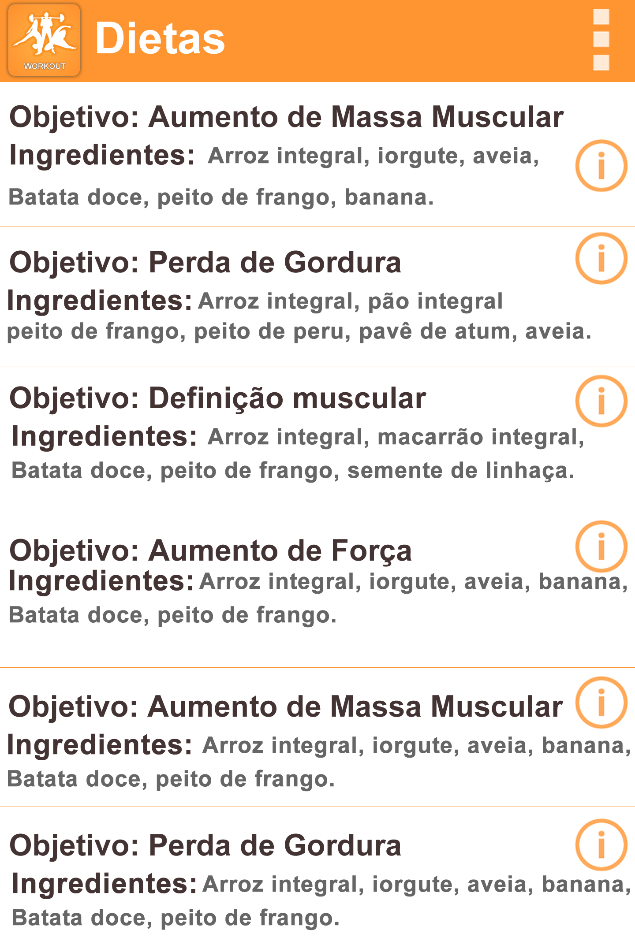 WORKOUT
Dietas
Objetivo: Aumento de Massa Muscular
Ingredientes: Arroz integral, iorgute, aveia,
Batata doce, peito de frango, banana.
Objetivo: Perda de Gordura
Ingredientes: Arroz integral, pão integral
peito de frango, peito de peru, pavê de atum, aveia.
Objetivo: Definição muscular
Ingredientes: Arroz integral, macarrão integral,
Batata doce, peito de frango, semente de linhaça.
Objetivo: Aumento de Força
Ingredientes: Arroz integral, iorgute, aveia, banana,
Batata doce, peito de frango.
Objetivo: Aumento de Massa Muscular
Ingredientes: Arroz integral, iorgute, aveia, banana,
Batata doce, peito de frango.
Objetivo: Perda de Gordura
Ingredientes: Arroz integral, iorgute, aveia, banana,
Batata doce, peito de frango.